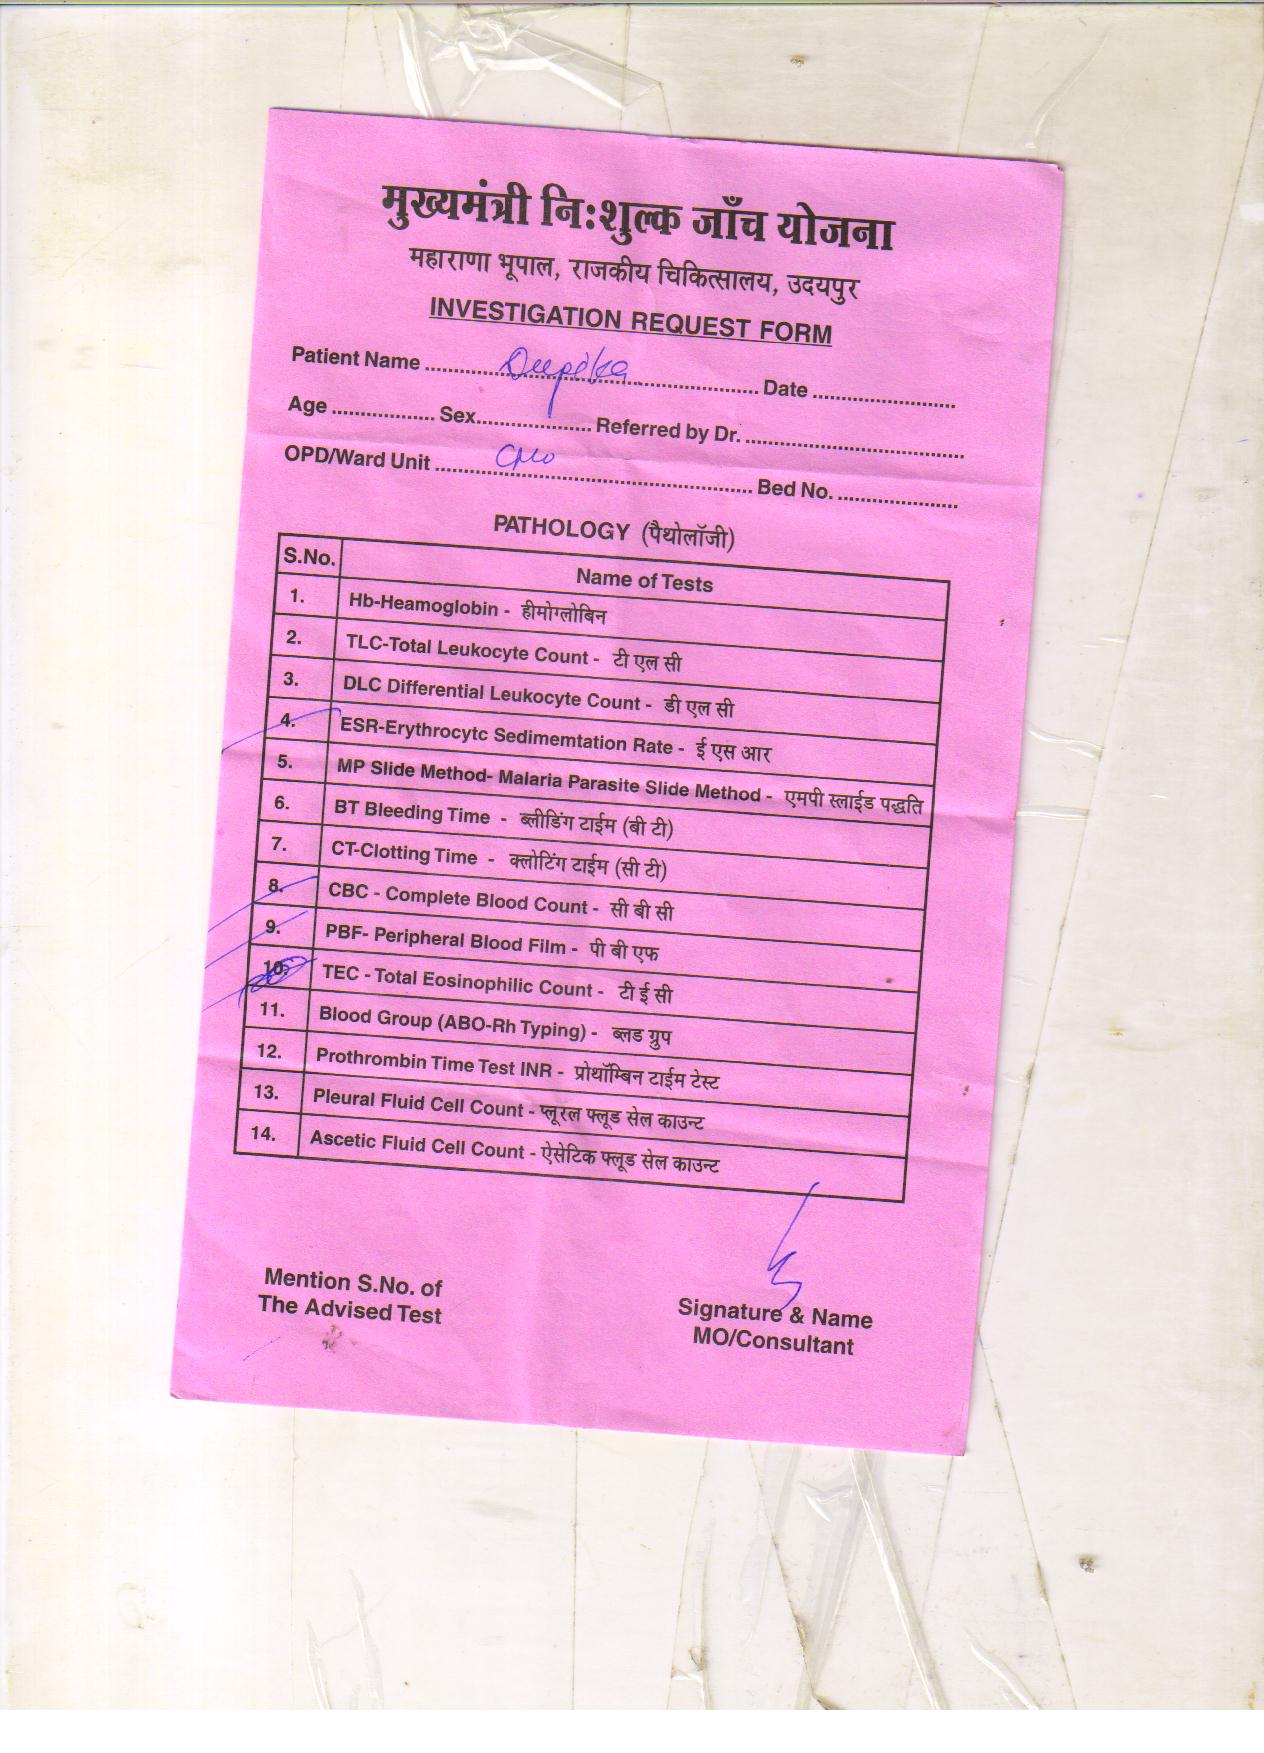 मुख्यमंत्री नि:शुल्क जाँच योजना
महाराणा भूपाल, राजकीय चिकित्सालय, उदयपुर
INVESTIGATION REQUEST FORM
Patient Name ........ Deepika ........ Date ........
Age ........ Sex........ Referred by Dr. ........
OPD/Ward Unit ........ Bed No. ........
PATHOLOGY (पैथोलॉजी)
S.No. Name of Tests
1. Hb-Heamoglobin - हीमोग्लोबिन
2. TLC-Total Leukocyte Count - टी एल सी
3. DLC Differential Leukocyte Count - डी एल सी
4. ESR-Erythrocytc Sedimemtation Rate - ई एस आर
5. MP Slide Method- Malaria Parasite Slide Method - एमपी स्लाईड पद्धति
6. BT Bleeding Time - ब्लीडिंग टाईम (बी टी)
7. CT-Clotting Time - क्लोटिंग टाईम (सी टी)
8. CBC - Complete Blood Count - सी बी सी
9. PBF- Peripheral Blood Film - पी बी एफ
10. TEC - Total Eosinophilic Count - टी ई सी
11. Blood Group (ABO-Rh Typing) - ब्लड ग्रुप
12. Prothrombin Time Test INR - प्रोथॉम्बिन टाईम टेस्ट
13. Pleural Fluid Cell Count - प्लूरल फ्लूड सेल काउन्ट
14. Ascetic Fluid Cell Count - ऐसेटिक फ्लूड सेल काउन्ट
Mention S.No. of
The Advised Test
Signature & Name
MO/Consultant